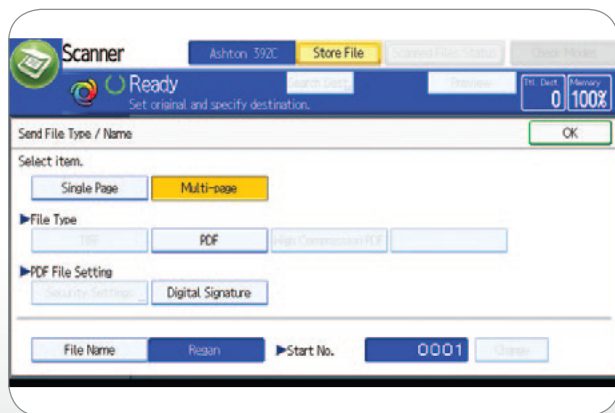 Scanner Ashton 392C Store File Scanned Files Status Check Modes
Ready Search Dest. Preview Ttl. Dest. Memory
Set original and specify destination. 0 100%
Send File Type / Name OK
Select item.
Single Page Multi-page
►File Type
TIFF PDF High Compression PDF
►PDF File Setting
Security Settings Digital Signature
File Name Regan ►Start No. 0001 Change